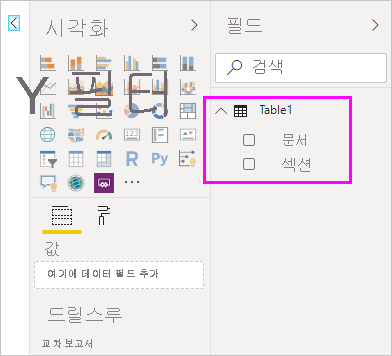 시각화
필드
Y 필터
검색
Table1
문서
섹션
R Py
값
여기에 데이터 필드 추가
드릴스루
교차 보고서